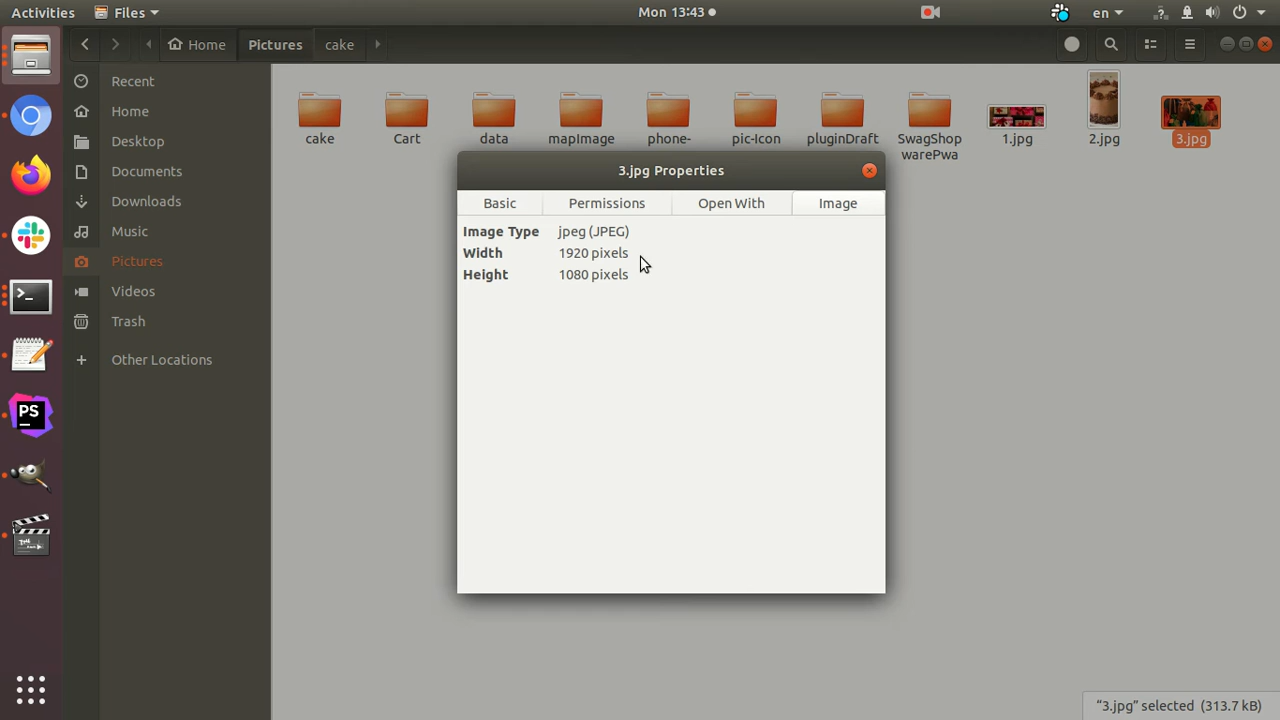 Activities
Files
Mon 13:43
en
Home
Pictures
cake
Recent
Home
Desktop
Documents
Downloads
Music
Pictures
Videos
Trash
Other Locations
cake
Cart
data
mapImage
phone-
pic-Icon
pluginDraft
SwagShop
warePwa
1.jpg
2.jpg
3.jpg
3.jpg Properties
Basic
Permissions
Open With
Image
Image Type jpeg (JPEG)
Width 1920 pixels
Height 1080 pixels
PS
"3.jpg" selected (313.7 kB)